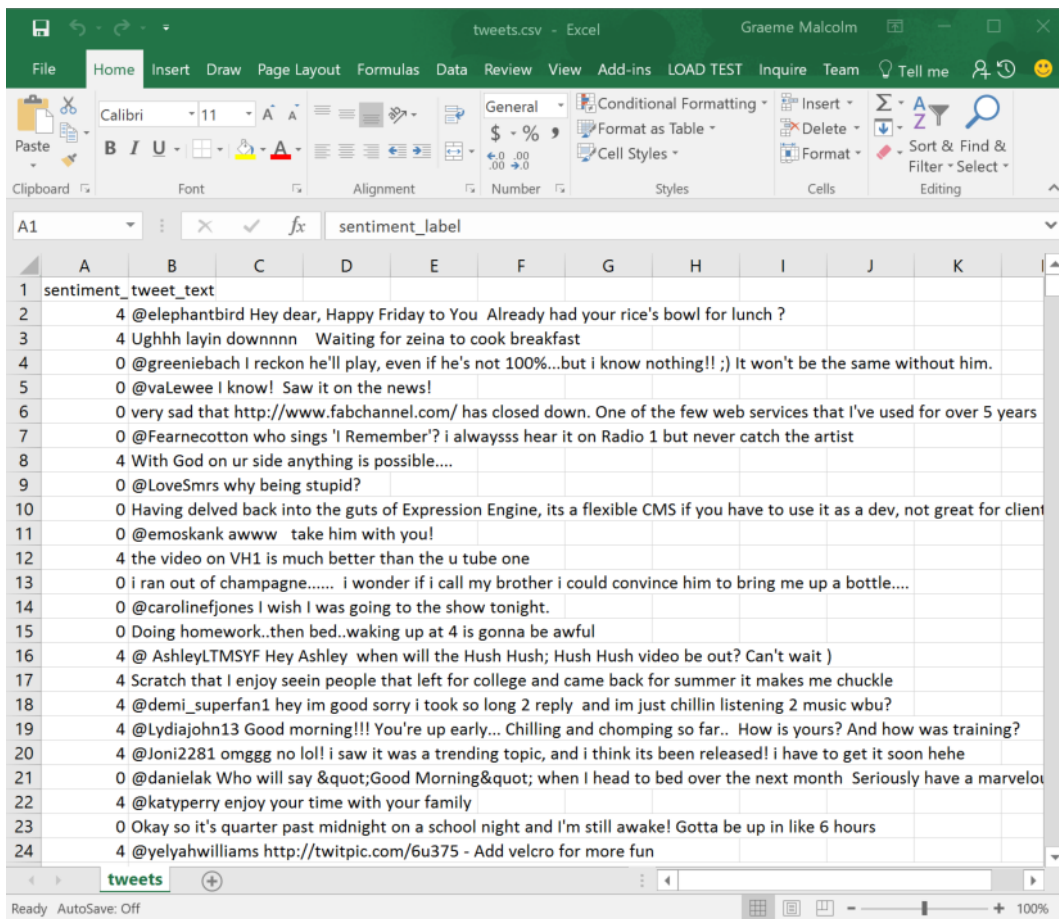 tweets.csv - Excel Graeme Malcolm
File Home Insert Draw Page Layout Formulas Data Review View Add-ins LOAD TEST Inquire Team Tell me
Calibri 11 A A General Conditional Formatting Insert Σ A Z
Paste B I U A $ % , Format as Table Delete Sort & Find &
.0 .00 .00 .0 Cell Styles Format Filter Select
Clipboard Font Alignment Number Styles Cells Editing
A1 fx sentiment_label
A B C D E F G H I J K
1 sentiment_ tweet_text
2 4 @elephantbird Hey dear, Happy Friday to You  Already had your rice's bowl for lunch ?
3 4 Ughhh layin downnnn    Waiting for zeina to cook breakfast
4 0 @greeniebach I reckon he'll play, even if he's not 100%...but i know nothing!! ;) It won't be the same without him.
5 0 @vaLewee I know!  Saw it on the news!
6 0 very sad that http://www.fabchannel.com/ has closed down. One of the few web services that I've used for over 5 years
7 0 @Fearnecotton who sings 'I Remember'? i alwaysss hear it on Radio 1 but never catch the artist
8 4 With God on ur side anything is possible....
9 0 @LoveSmrs why being stupid?
10 0 Having delved back into the guts of Expression Engine, its a flexible CMS if you have to use it as a dev, not great for client
11 0 @emoskank awww   take him with you!
12 4 the video on VH1 is much better than the u tube one
13 0 i ran out of champagne......  i wonder if i call my brother i could convince him to bring me up a bottle....
14 0 @carolinefjones I wish I was going to the show tonight.
15 0 Doing homework..then bed..waking up at 4 is gonna be awful
16 4 @ AshleyLTMSYF Hey Ashley  when will the Hush Hush; Hush Hush video be out? Can't wait )
17 4 Scratch that I enjoy seein people that left for college and came back for summer it makes me chuckle
18 4 @demi_superfan1 hey im good sorry i took so long 2 reply  and im just chillin listening 2 music wbu?
19 4 @Lydiajohn13 Good morning!!! You're up early... Chilling and chomping so far..  How is yours? And how was training?
20 4 @Joni2281 omggg no lol! i saw it was a trending topic, and i think its been released! i have to get it soon hehe
21 0 @danielak Who will say &quot;Good Morning&quot; when I head to bed over the next month  Seriously have a marvelou
22 4 @katyperry enjoy your time with your family
23 0 Okay so it's quarter past midnight on a school night and I'm still awake! Gotta be up in like 6 hours
24 4 @yelyahwilliams http://twitpic.com/6u375 - Add velcro for more fun
tweets
Ready AutoSave: Off 100%